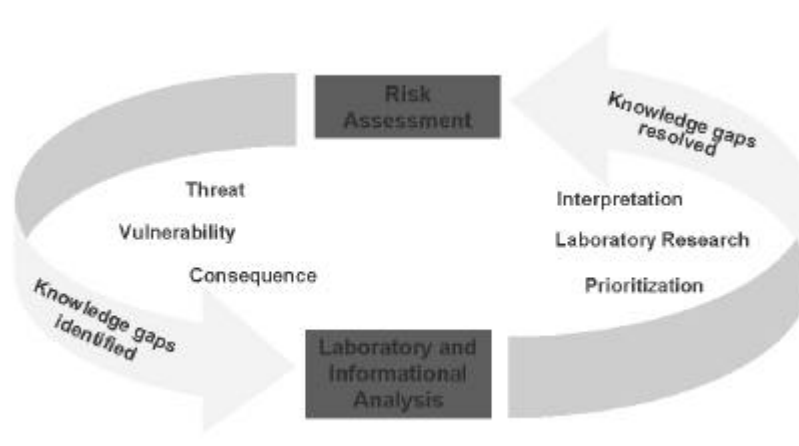 Risk
Assessment
Knowledge gaps
resolved
Threat
Vulnerability
Consequence
Interpretation
Laboratory Research
Prioritization
Knowledge gaps
identified
Laboratory and
Informational
Analysis